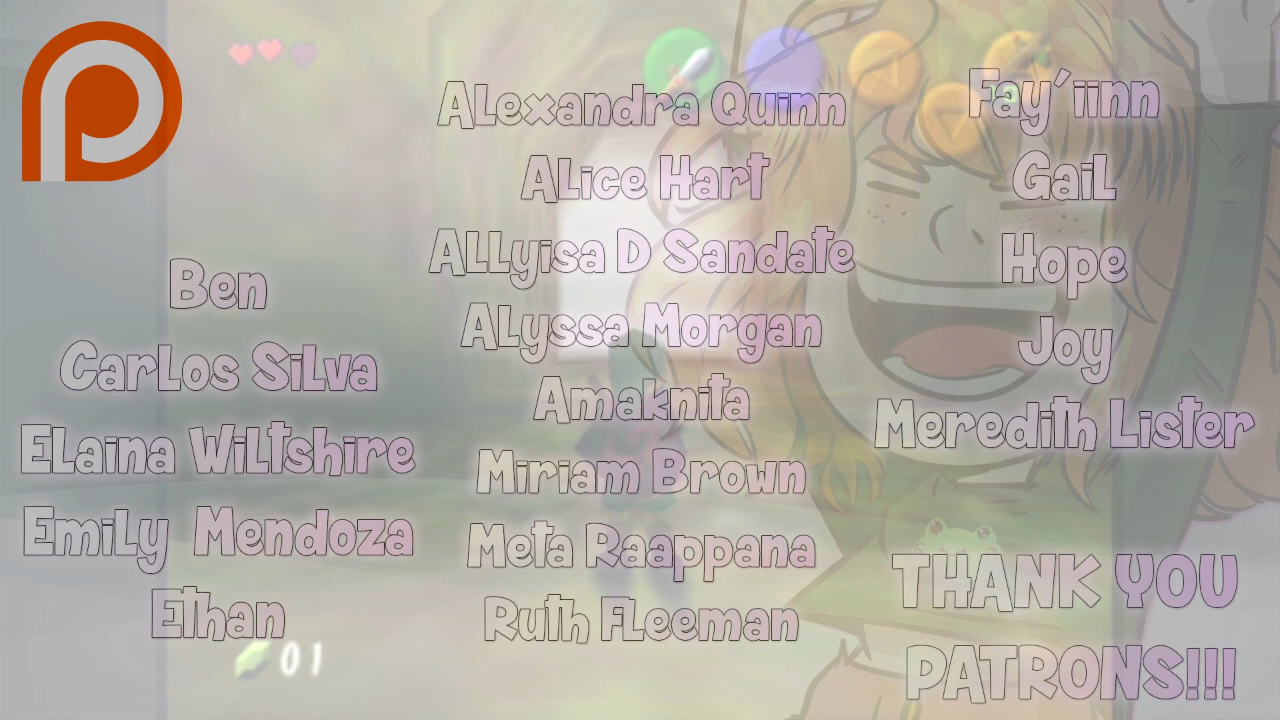 Ben
Carlos Silva
Elaina Wiltshire
Emily Mendoza
Ethan
01
Alexandra Quinn
Alice Hart
Allyisa D Sandate
Alyssa Morgan
Amaknita
Miriam Brown
Meta Raappana
Ruth Fleeman
Fay'iinn
Gail
Hope
Joy
Meredith Lister
THANK YOU
PATRONS!!!